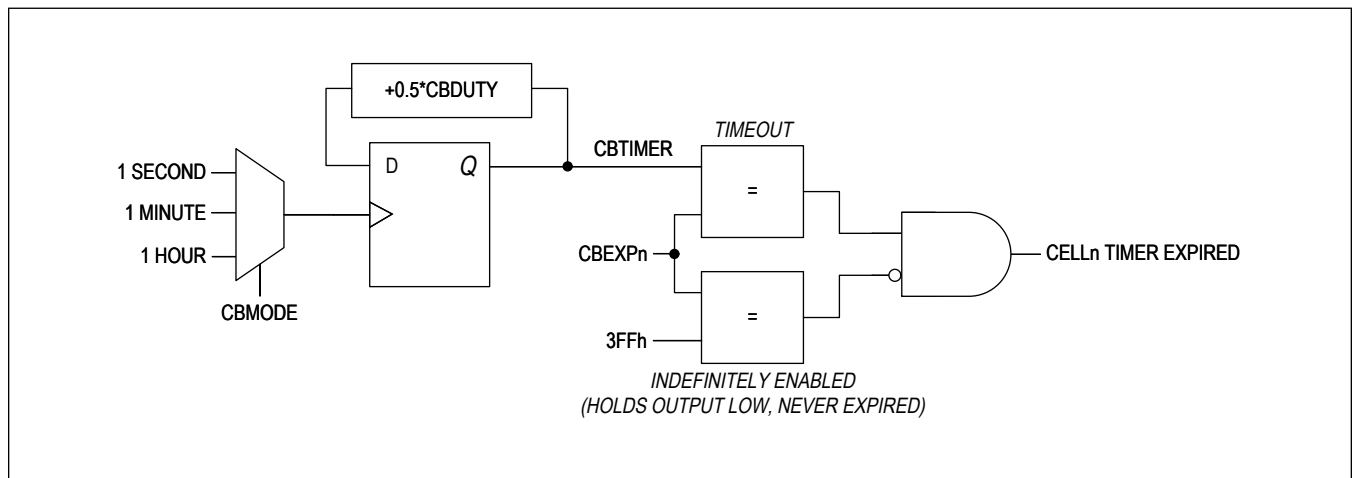 +0.5*CBDUTY
TIMEOUT
D Q
CBTIMER
=
1 SECOND
1 MINUTE
1 HOUR
CBMODE
CBEXPn
CELLn TIMER EXPIRED
=
3FFh
INDEFINITELY ENABLED
(HOLDS OUTPUT LOW, NEVER EXPIRED)